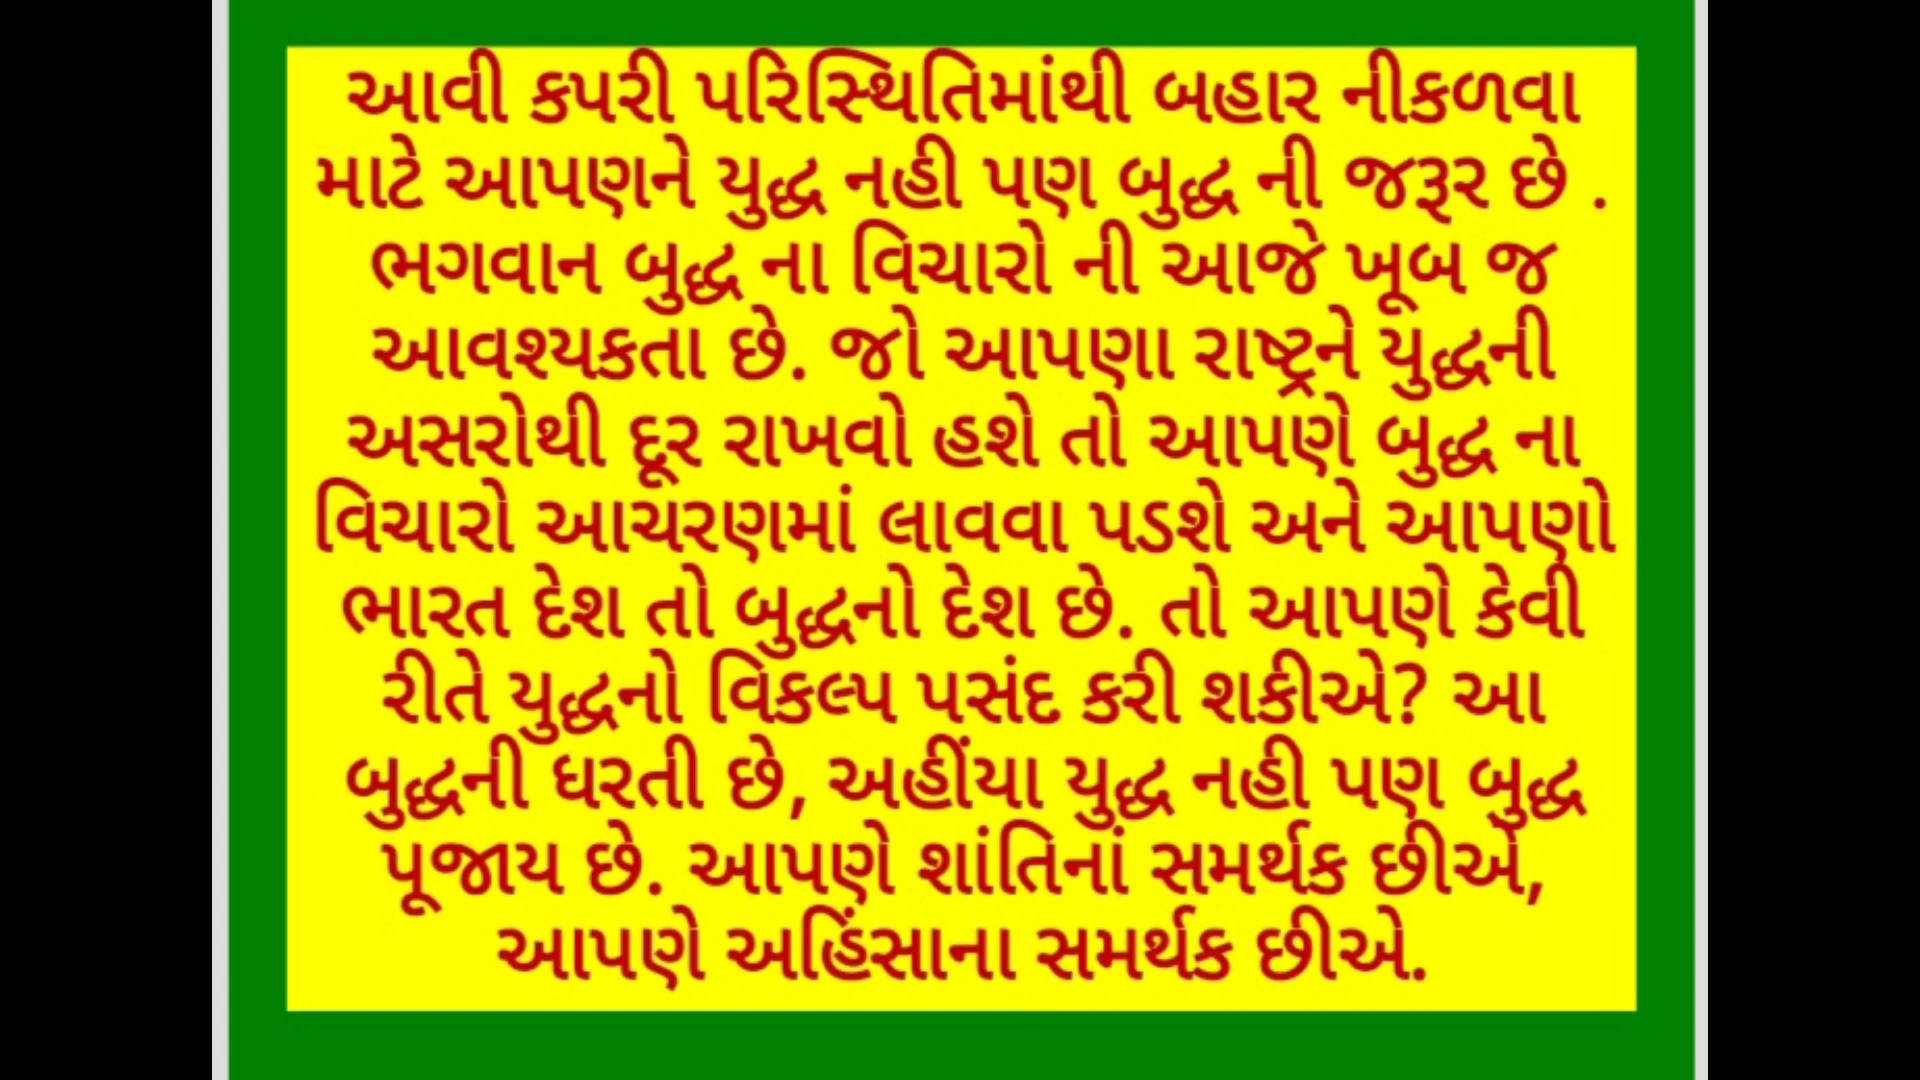 આવી કપરી પરિસ્થિતિમાંથી બહાર નીકળવા
માટે આપણને યુદ્ધ નહી પણ બુદ્ધ ની જરૂર છે .
ભગવાન બુદ્ધ ના વિચારો ની આજે ખૂબ જ
આવશ્યકતા છે. જો આપણા રાષ્ટ્રને યુદ્ધની
અસરોથી દૂર રાખવો હશે તો આપણે બુદ્ધ ના
વિચારો આચરણમાં લાવવા પડશે અને આપણો
ભારત દેશ તો બુદ્ધનો દેશ છે. તો આપણે કેવી
રીતે યુદ્ધનો વિકલ્પ પસંદ કરી શકીએ? આ
બુદ્ધની ધરતી છે, અહીંયા યુદ્ધ નહી પણ બુદ્ધ
પૂજાય છે. આપણે શાંતિનાં સમર્થક છીએ,
આપણે અહિંસાના સમર્થક છીએ.